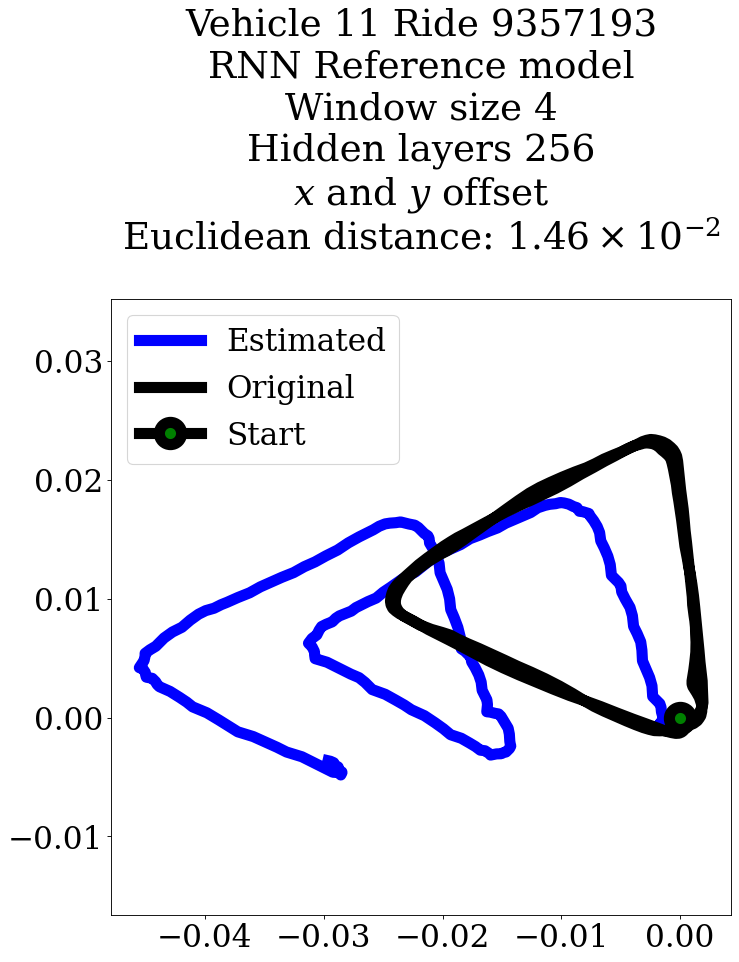 Vehicle 11 Ride 9357193
RNN Reference model
Window size 4
Hidden layers 256
x and y offset
Euclidean distance: 1.46 × 10⁻²
Estimated
Original
Start
0.03
0.02
0.01
0.00
−0.01
−0.04 −0.03 −0.02 −0.01 0.00